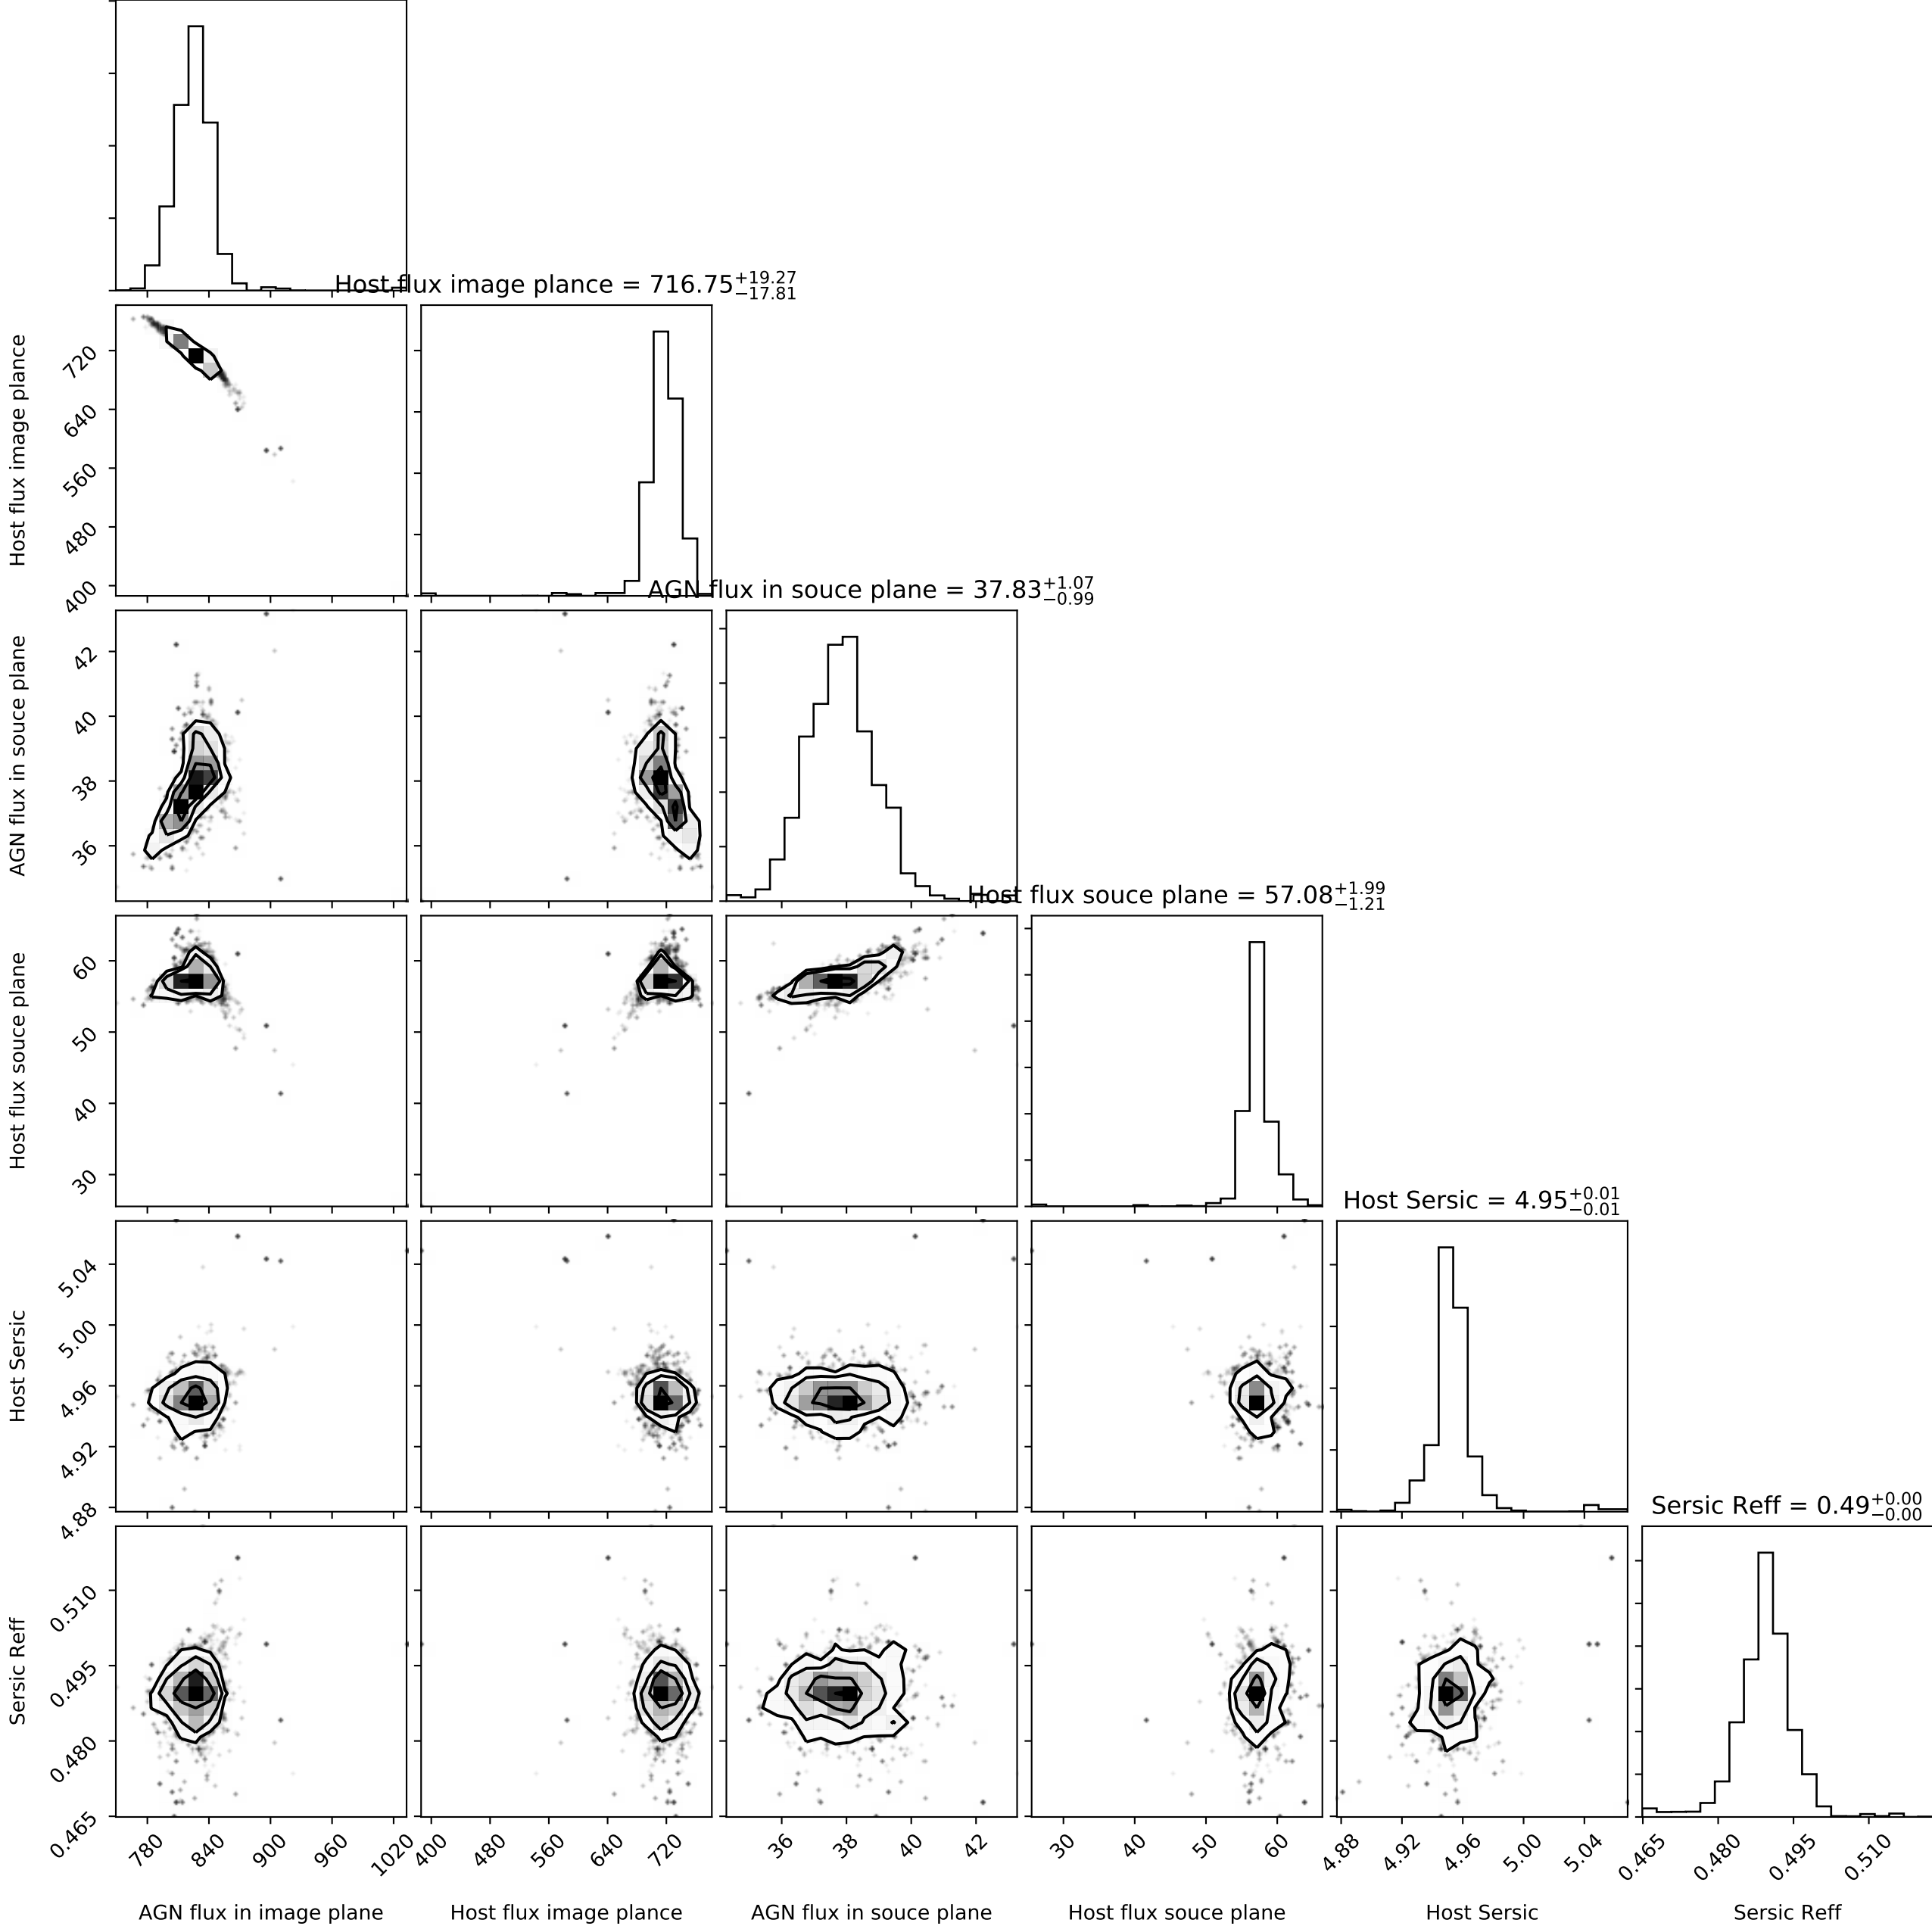 Host flux image plance = 716.75+19.27−17.81
Host flux image plance
720
640
560
480
400
AGN flux in souce plane = 37.83+1.07−0.99
AGN flux in souce plane
42
40
38
36
Host flux souce plane = 57.08+1.99−1.21
Host flux souce plane
60
50
40
30
Host Sersic = 4.95+0.01−0.01
Host Sersic
5.04
5.00
4.96
4.92
4.88
Sersic Reff = 0.49+0.00−0.00
Sersic Reff
0.510
0.495
0.480
0.465
780 840 900 960 1020 400 480 560 640 720 36 38 40 42 30 40 50 60 4.88 4.92 4.96 5.00 5.04 0.465 0.480 0.495 0.510
AGN flux in image plane Host flux image plance AGN flux in souce plane Host flux souce plane Host Sersic Sersic Reff